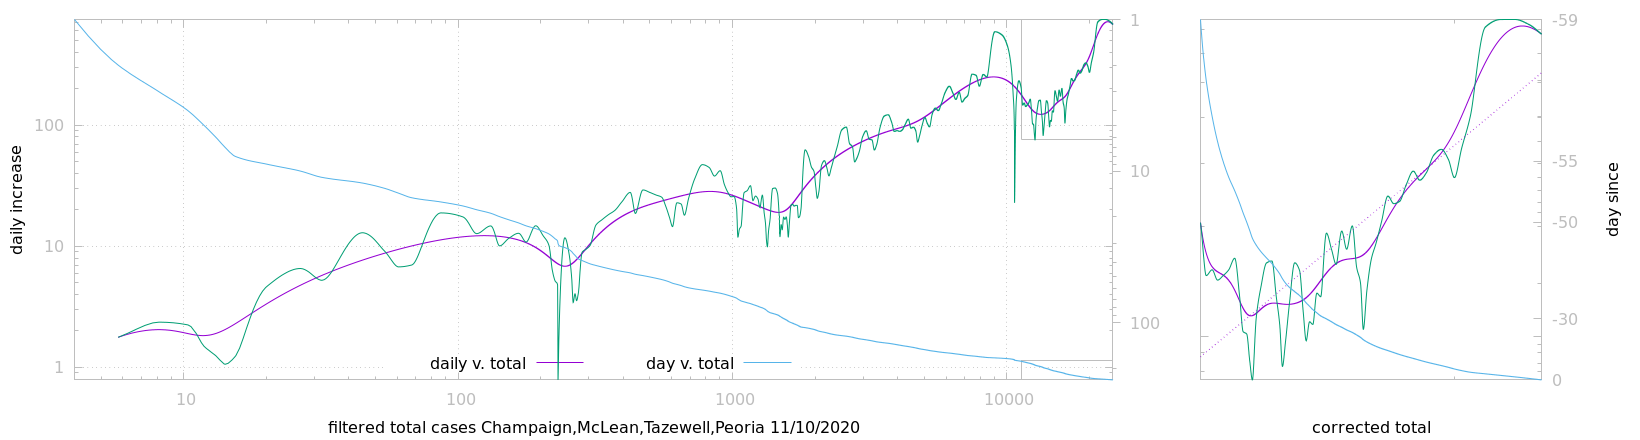 daily increase
100
10
1
daily v. total
day v. total
10
100
1000
10000
1
10
100
filtered total cases Champaign,McLean,Tazewell,Peoria 11/10/2020
-59
-55
-50
-30
0
day since
corrected total